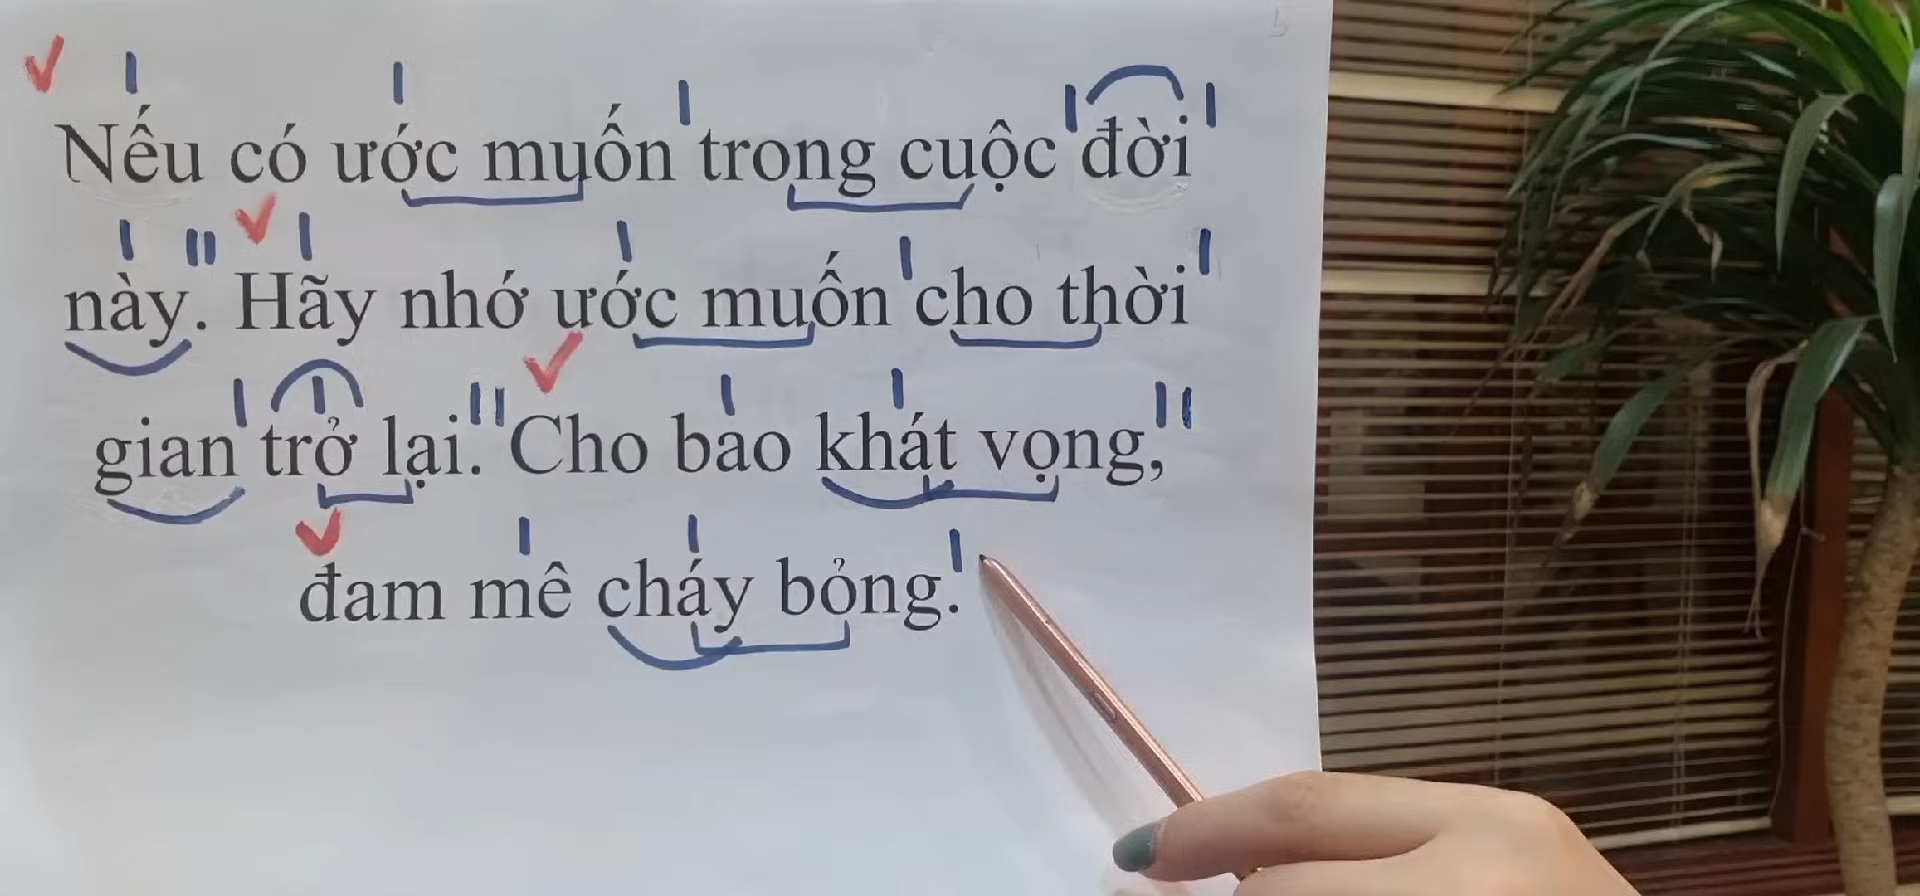 Nếu có ước muốn trong cuộc đời
này. Hãy nhớ ước muốn cho thời
gian trở lại. Cho bao khát vọng,
đam mê cháy bỏng.